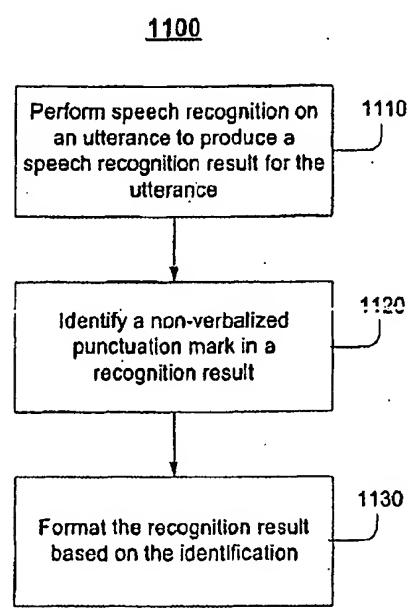 1100
Perform speech recognition on
an utterance to produce a
speech recognition result for the
utterance
1110
Identify a non-verbalized
punctuation mark in a
recognition result
1120
Format the recognition result
based on the identification
1130